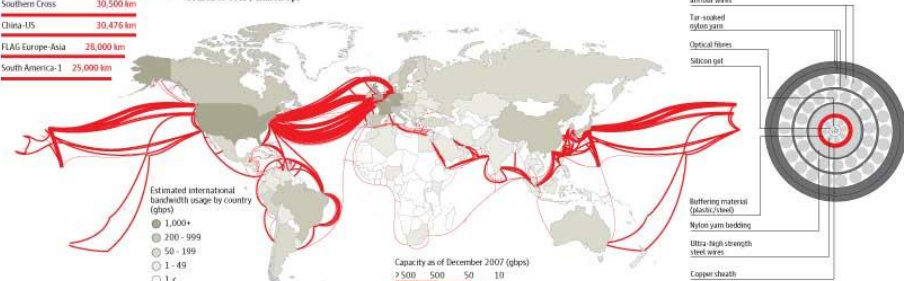 Southern Cross 30,500 km
China-US 30,476 km
FLAG Europe-Asia 28,000 km
South America-1 25,000 km
Estimated international
bandwidth usage by country
(gbps)
1,000+
200 - 999
50 - 199
1 - 49
Capacity as of December 2007 (gbps)
>500 500 50 10
Tar-soaked
nylon yarn
Optical fibres
Silicon gel
Buffering material
(plastic/steel)
Nylon yarn bedding
Ultra-high strength
steel wires
Copper sheath